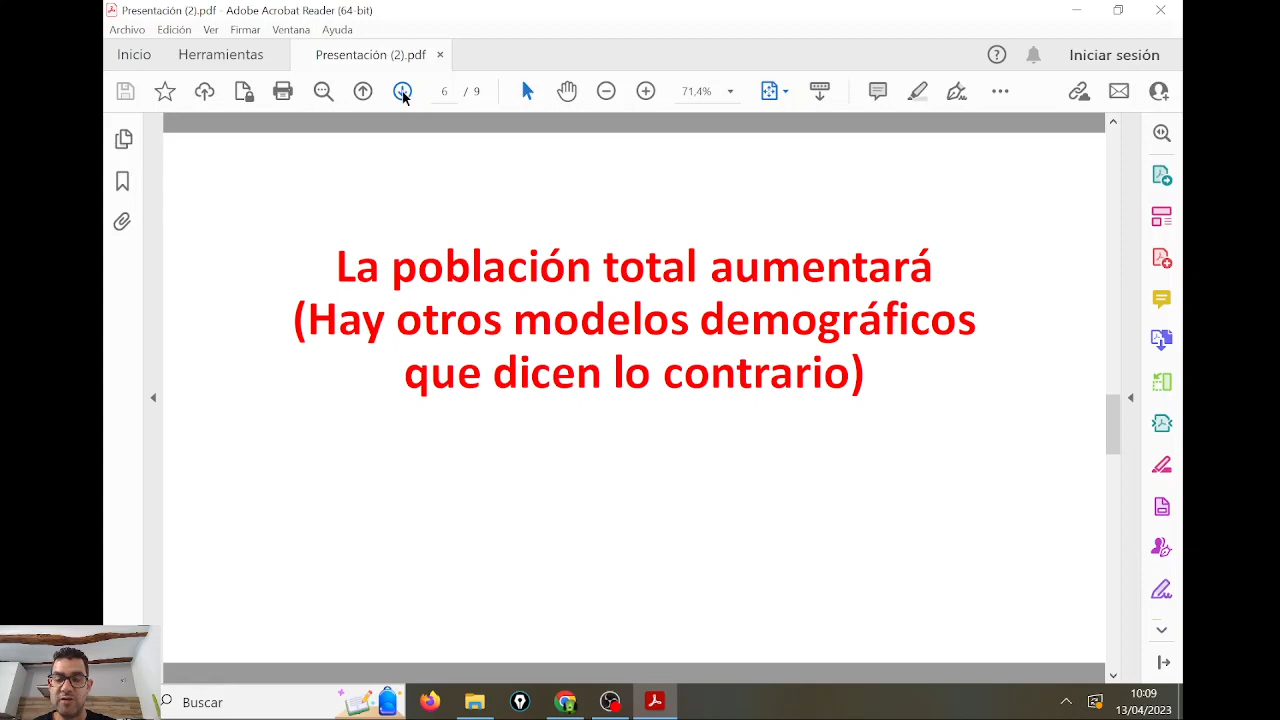 Presentación (2).pdf - Adobe Acrobat Reader (64-bit)
Archivo Edición Ver Firmar Ventana Ayuda
Inicio Herramientas Presentación (2).pdf × Iniciar sesión
6 / 9 71,4%
La población total aumentará
(Hay otros modelos demográficos
que dicen lo contrario)
Buscar
10:09
13/04/2023